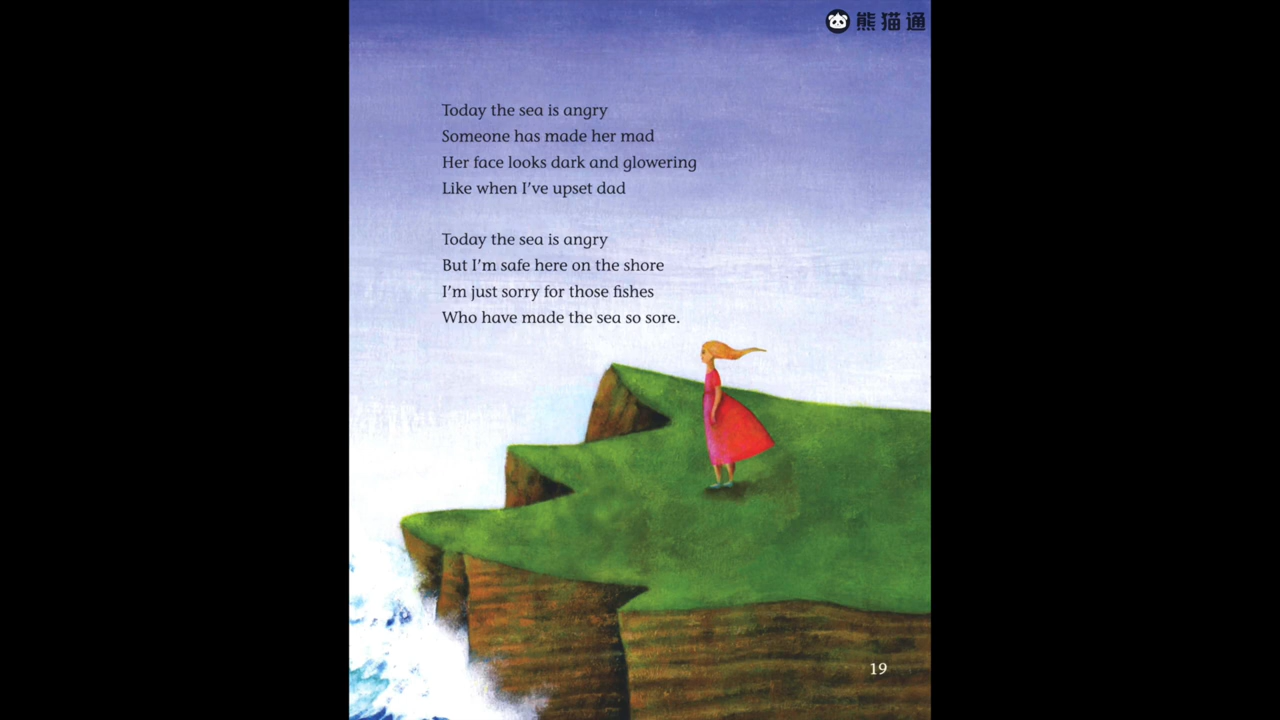 熊猫通
Today the sea is angry
Someone has made her mad
Her face looks dark and glowering
Like when I've upset dad
Today the sea is angry
But I'm safe here on the shore
I'm just sorry for those fishes
Who have made the sea so sore.
19